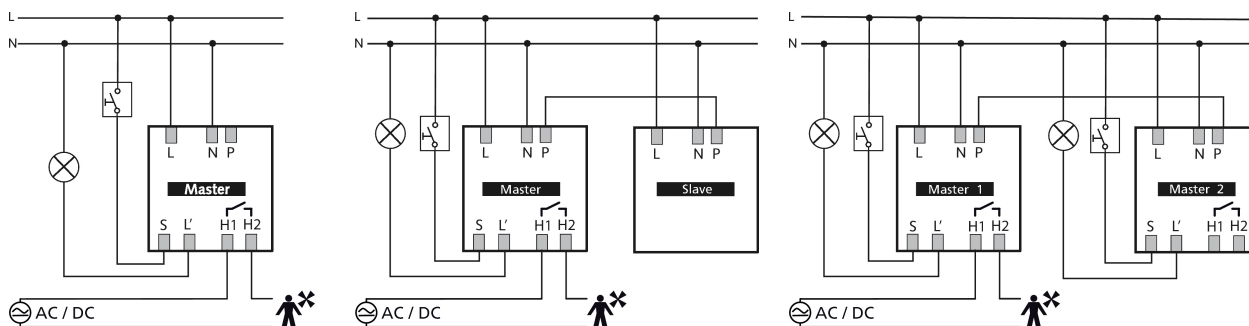 L
N
L N P
Master
S L' H1 H2
AC / DC
L
N
L N P
Master
S L' H1 H2
AC / DC
L N P
Slave
L
N
L N P
Master 1
S L' H1 H2
AC / DC
L N P
Master 2
S L' H1 H2